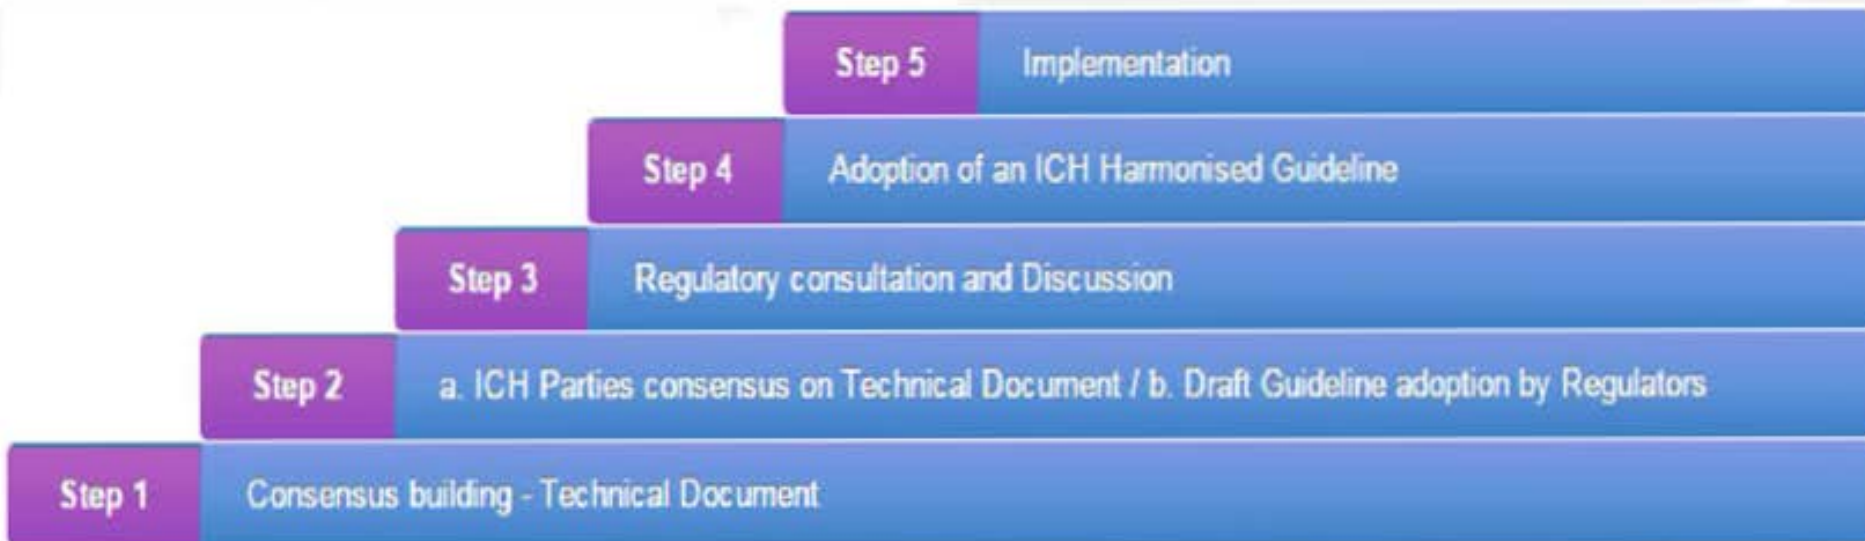 Step 5 Implementation
Step 4 Adoption of an ICH Harmonised Guideline
Step 3 Regulatory consultation and Discussion
Step 2 a. ICH Parties consensus on Technical Document / b. Draft Guideline adoption by Regulators
Step 1 Consensus building - Technical Document